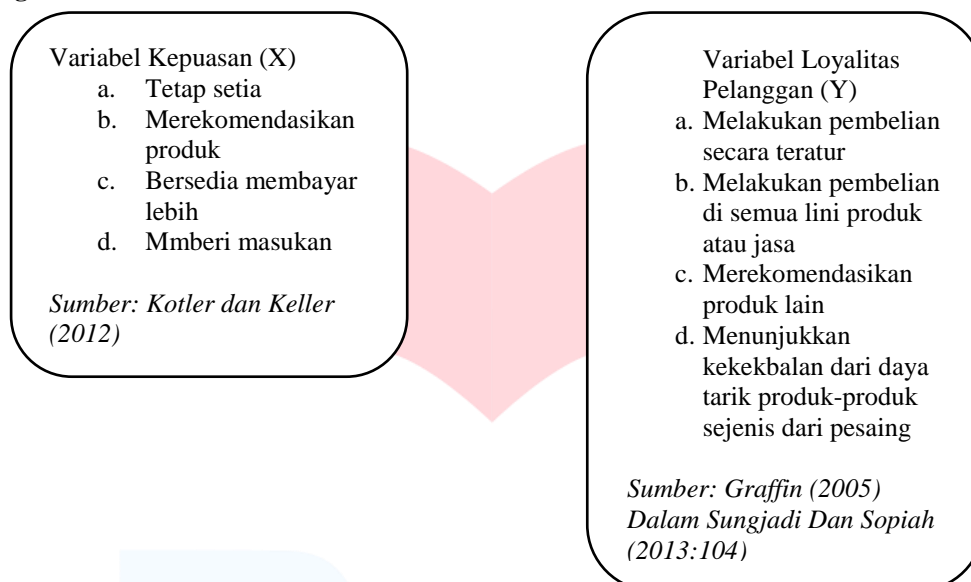 Variabel Kepuasan (X)
a. Tetap setia
b. Merekomendasikan
produk
c. Bersedia membayar
lebih
d. Mmberi masukan
Sumber: Kotler dan Keller
(2012)
Variabel Loyalitas
Pelanggan (Y)
a. Melakukan pembelian
secara teratur
b. Melakukan pembelian
di semua lini produk
atau jasa
c. Merekomendasikan
produk lain
d. Menunjukkan
kekekbalan dari daya
tarik produk-produk
sejenis dari pesaing
Sumber: Graffin (2005)
Dalam Sungjadi Dan Sopiah
(2013:104)